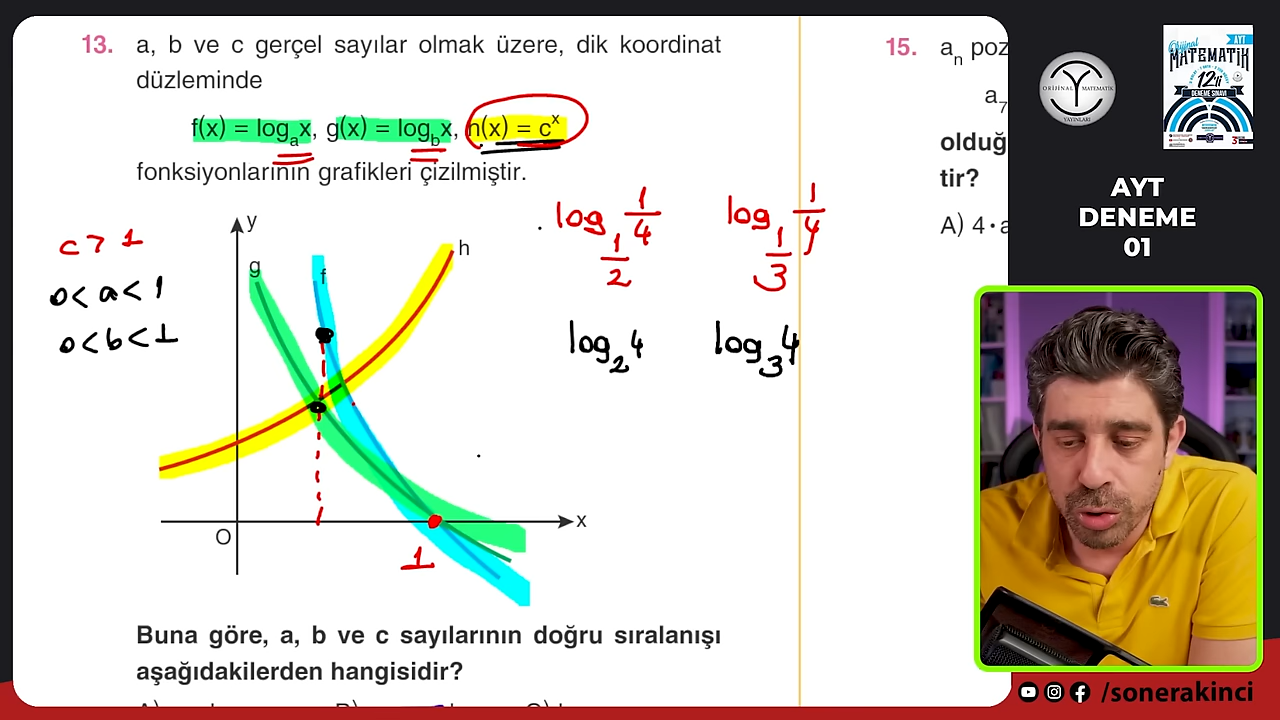 13. a, b ve c gerçel sayılar olmak üzere, dik koordinat
düzleminde
f(x) = logₐx, g(x) = log_b x, h(x) = cˣ
fonksiyonlarının grafikleri çizilmiştir.
c > 1
0 < a < 1
0 < b < 1
y
g
f
h
x
O
1
log_{1/2} 1/4
log_{1/3} 1/4
log₂4
log₃4
Buna göre, a, b ve c sayılarının doğru sıralanışı
aşağıdakilerden hangisidir?
15. aₙ poz
a₇
olduğ
tir?
A) 4·a
ORİJİNAL MATEMATİK
YAYINLARI
AYT
Orijinal
MATEMATİK
12'li
DENEME SINAVI
AYT
DENEME
01
/sonerakinci